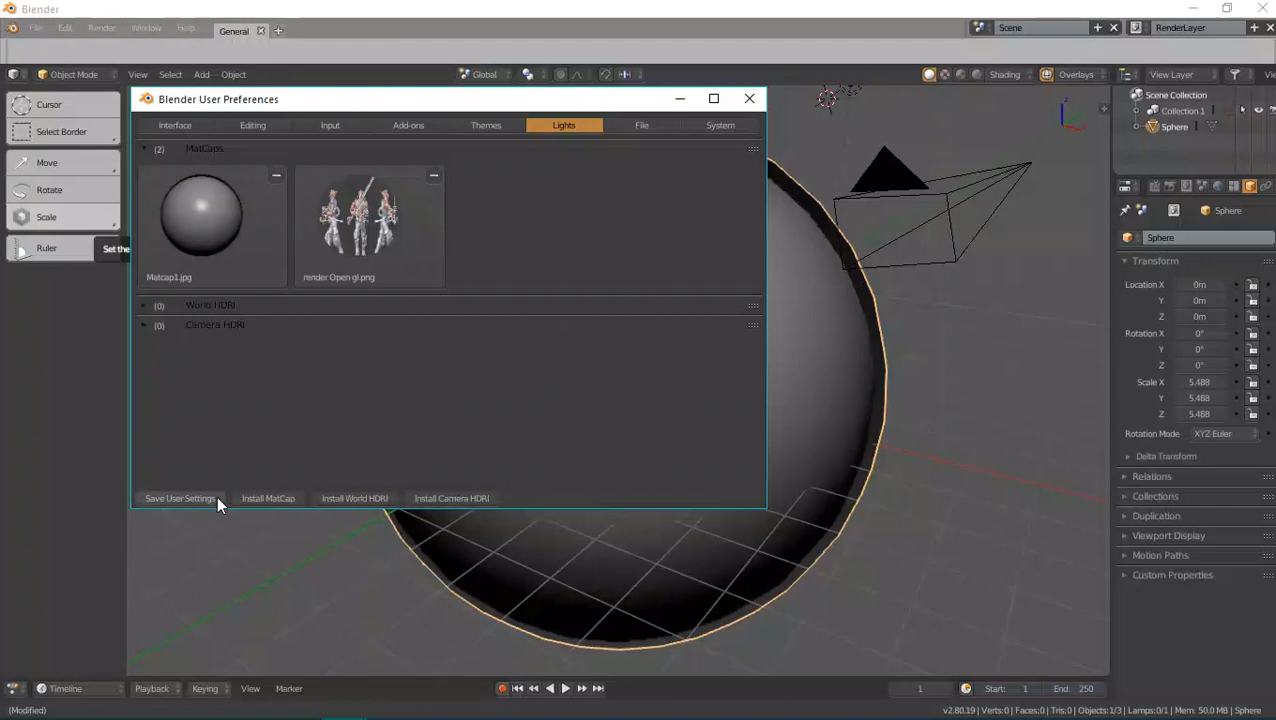 Blender
File Edit Render Window Help General Scene RenderLayer
Object Mode View Select Add Object Global Shading Overlays View Layer
Cursor
Select Border
Move
Rotate
Scale
Ruler
Set the
Blender User Preferences
Interface Editing Input Add-ons Themes Lights File System
(2) MatCaps
Matcap1.jpg render Open gl.png
(0) World HDRI
(0) Camera HDRI
Save User Settings Install MatCap Install World HDRI Install Camera HDRI
Z
Scene Collection
Collection 1
Sphere
Sphere
Sphere
Transform
Location X 0m
Y 0m
Z 0m
Rotation X 0°
Y 0°
Z 0°
Scale X 5.488
Y 5.488
Z 5.488
Rotation Mode XYZ Euler
Delta Transform
Relations
Collections
Duplication
Viewport Display
Motion Paths
Custom Properties
Timeline Playback Keying View Marker 1 Start: 1 End: 250
(Modified) v2.80.19 | Verts:0 | Faces:0 | Tris:0 | Objects:1/3 | Lamps:0/1 | Mem: 50.0 MB | Sphere